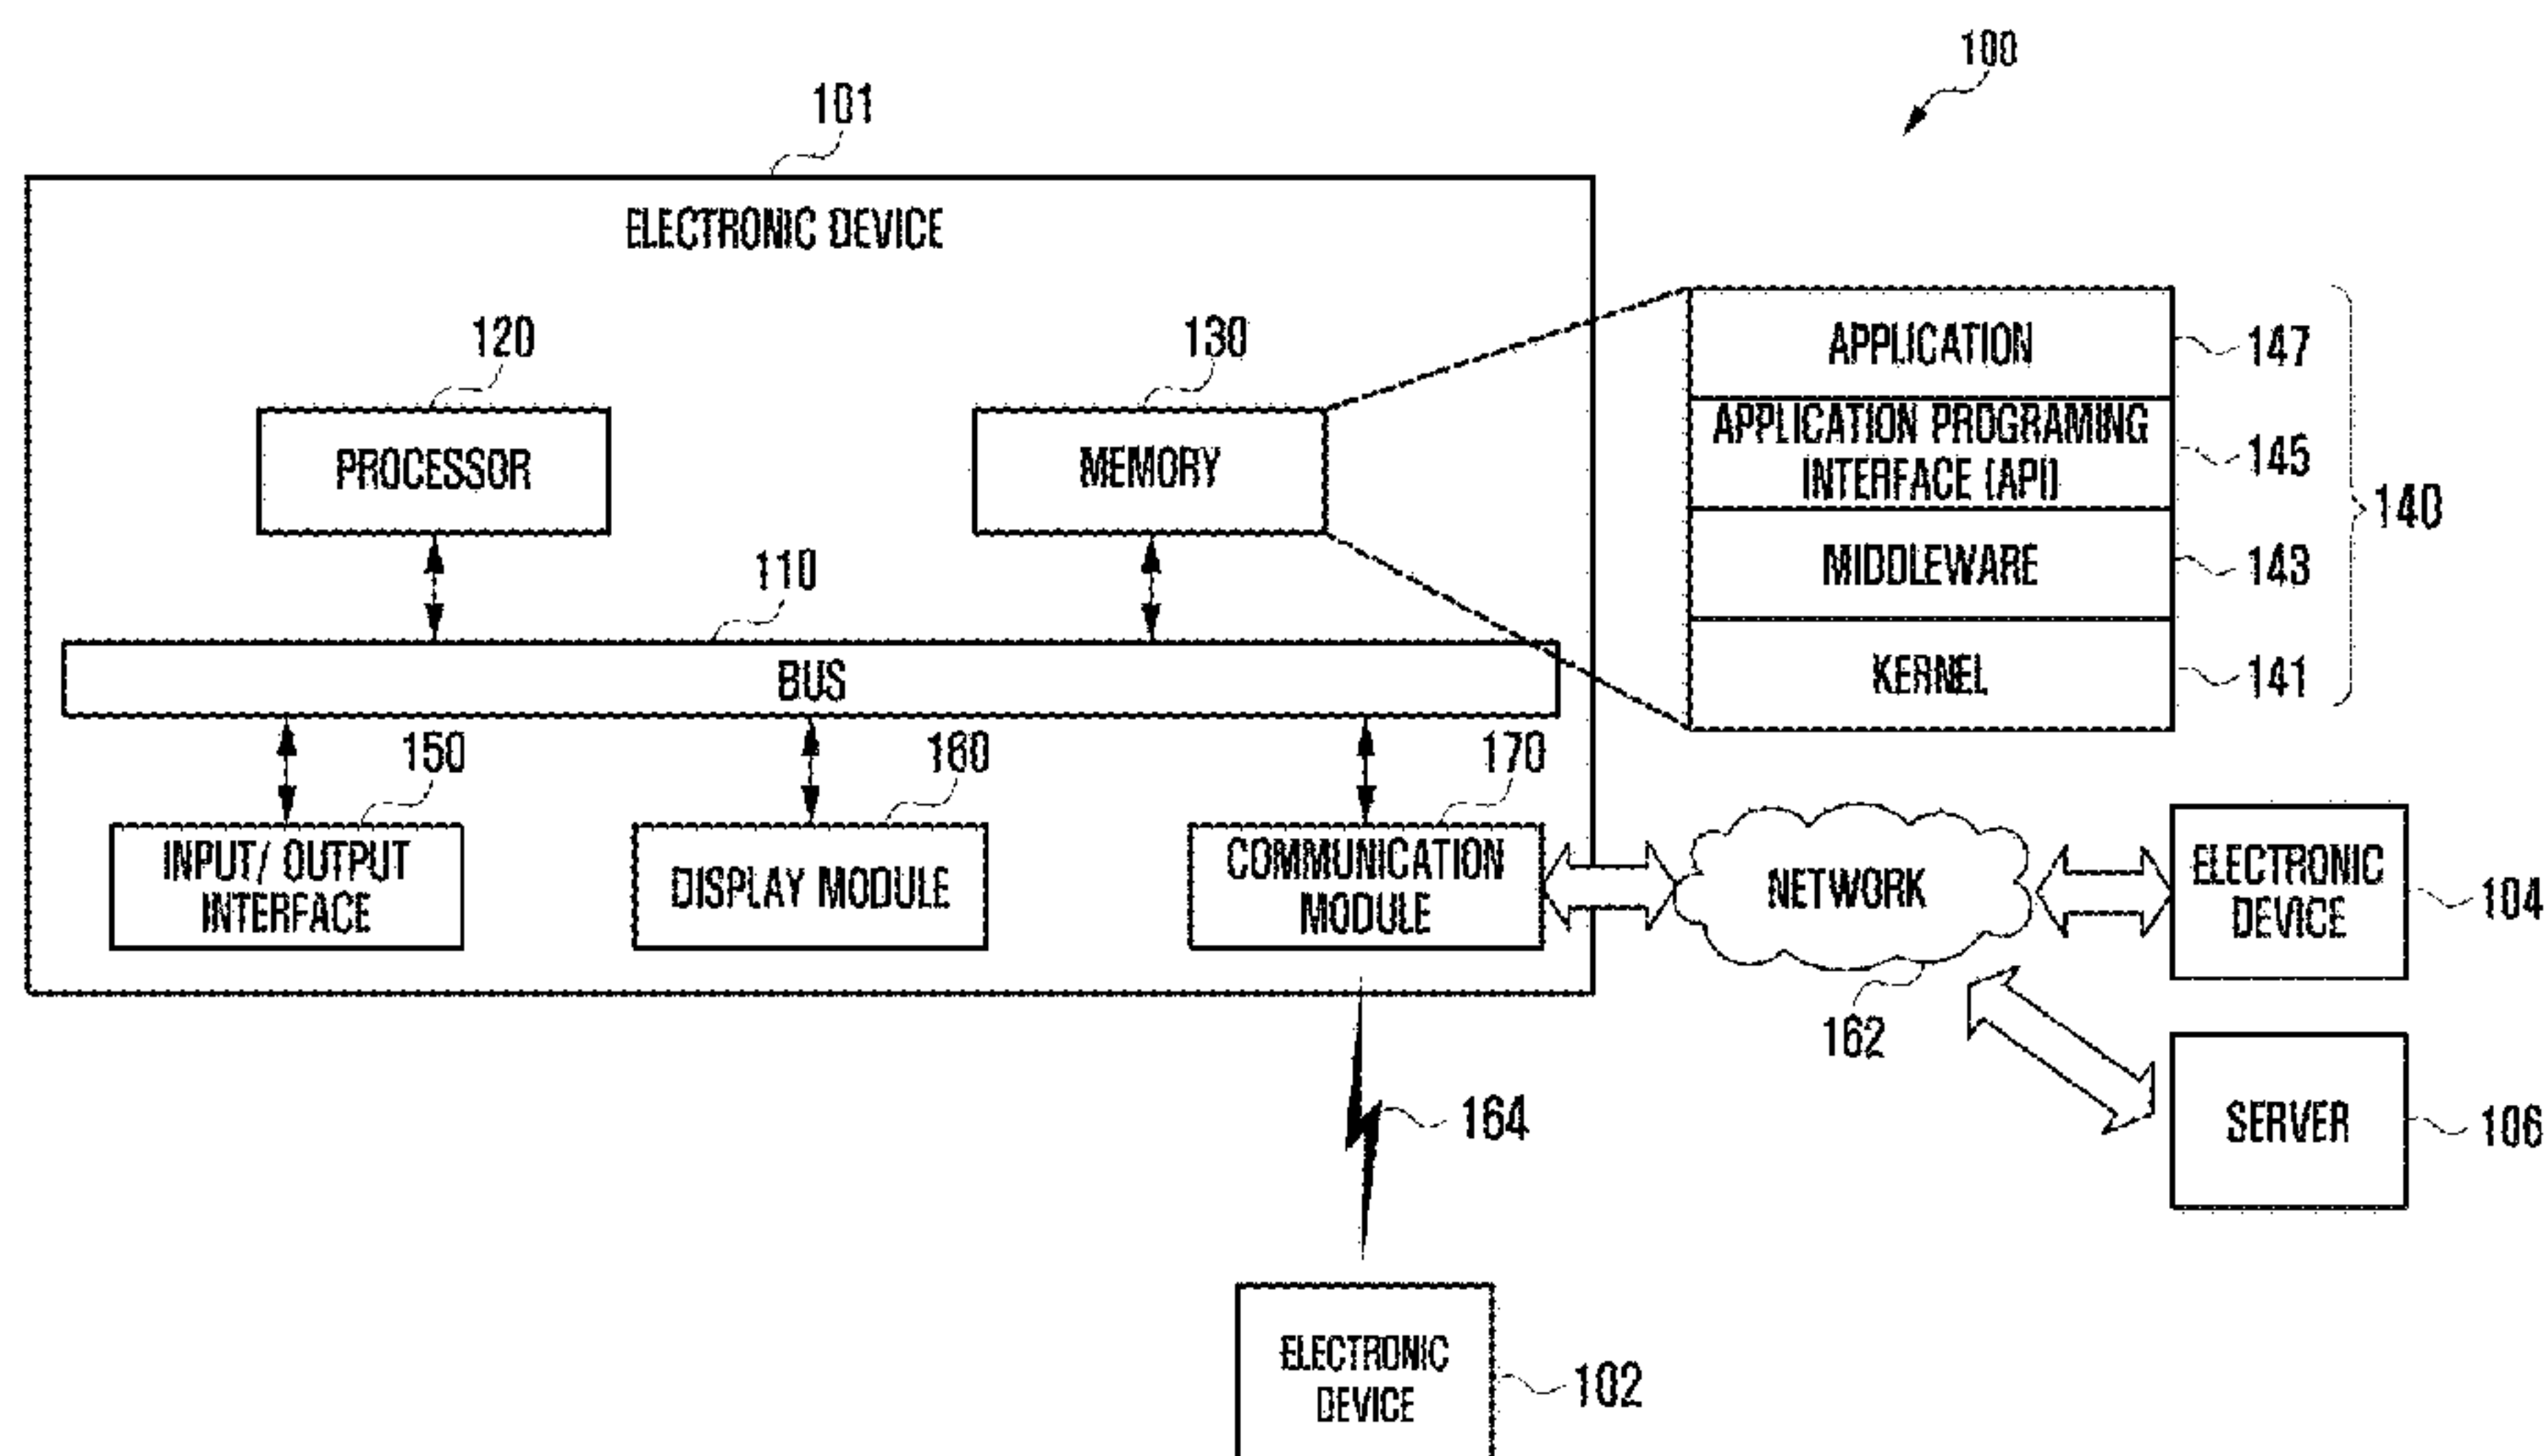 100
101
ELECTRONIC DEVICE
120
130
PROCESSOR
MEMORY
110
BUS
150
160
170
INPUT/ OUTPUT
INTERFACE
DISPLAY MODULE
COMMUNICATION
MODULE
APPLICATION
147
APPLICATION PROGRAMING
INTERFACE (API)
145
MIDDLEWARE
143
KERNEL
141
140
NETWORK
162
ELECTRONIC
DEVICE
104
SERVER
106
164
ELECTRONIC
DEVICE
102